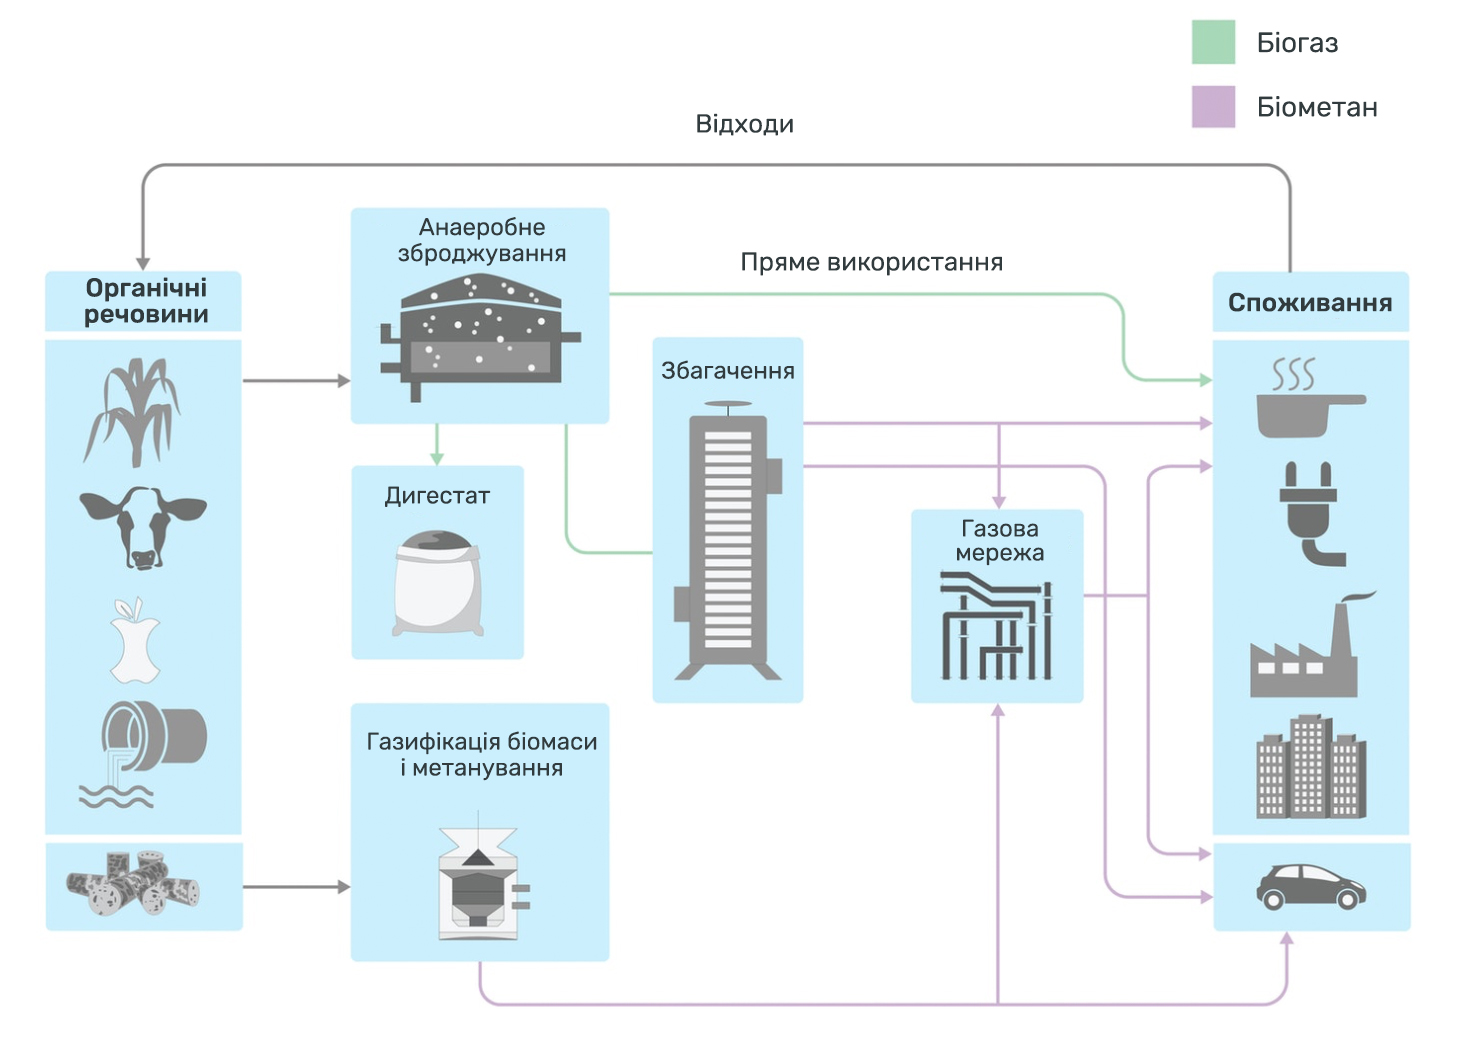 Біогаз
Біометан
Відходи
Анаеробне
зброджування
Пряме використання
Органічні
речовини
Споживання
Збагачення
Дигестат
Газова
мережа
Газифікація біомаси
і метанування